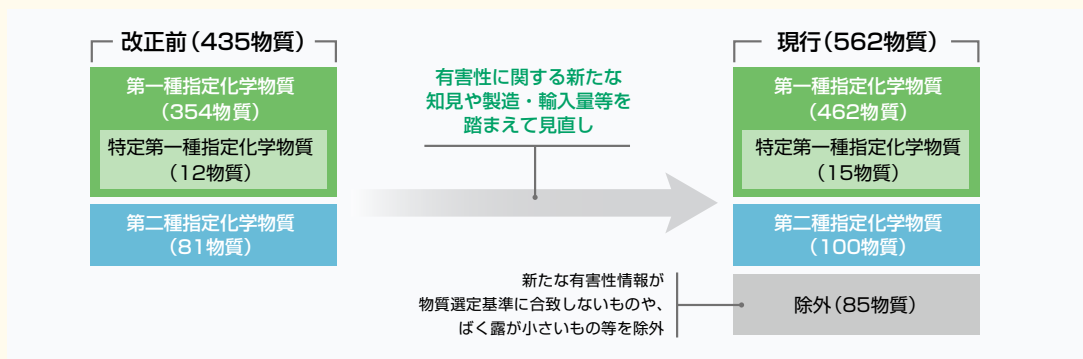 改正前（435物質）
第一種指定化学物質
（354物質）
特定第一種指定化学物質
（12物質）
第二種指定化学物質
（81物質）
有害性に関する新たな
知見や製造・輸入量等を
踏まえて見直し
現行（562物質）
第一種指定化学物質
（462物質）
特定第一種指定化学物質
（15物質）
第二種指定化学物質
（100物質）
新たな有害性情報が
物質選定基準に合致しないものや、
ばく露が小さいもの等を除外
除外（85物質）